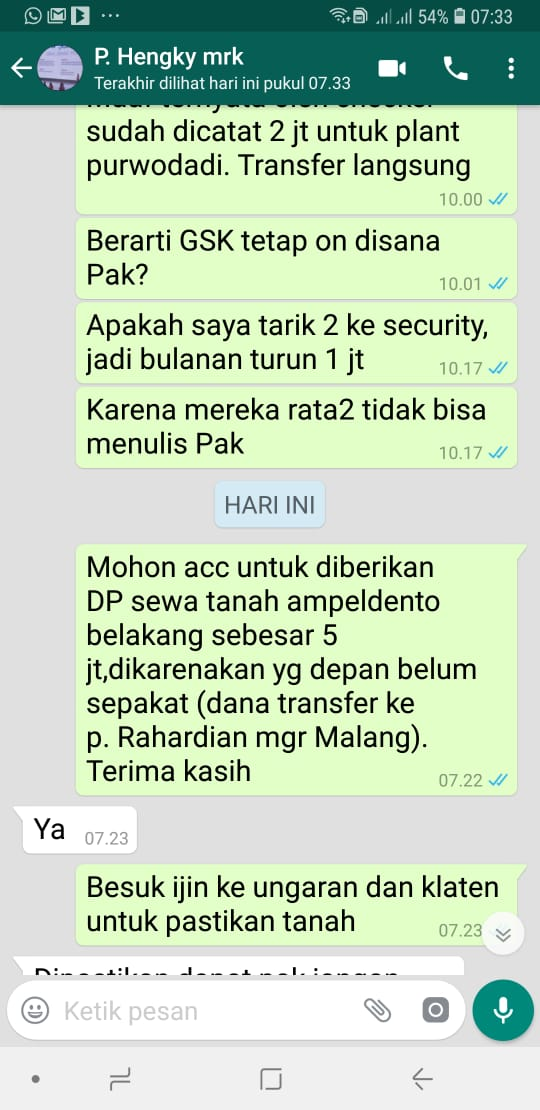 54% 07:33
P. Hengky mrk
Terakhir dilihat hari ini pukul 07.33
sudah dicatat 2 jt untuk plant
purwodadi. Transfer langsung
10.00
Berarti GSK tetap on disana
Pak?
10.01
Apakah saya tarik 2 ke security,
jadi bulanan turun 1 jt
10.17
Karena mereka rata2 tidak bisa
menulis Pak
10.17
HARI INI
Mohon acc untuk diberikan
DP sewa tanah ampeldento
belakang sebesar 5
jt,dikarenakan yg depan belum
sepakat (dana transfer ke
p. Rahardian mgr Malang).
Terima kasih
07.22
Ya 07.23
Besuk ijin ke ungaran dan klaten
untuk pastikan tanah
07.23
Ketik pesan